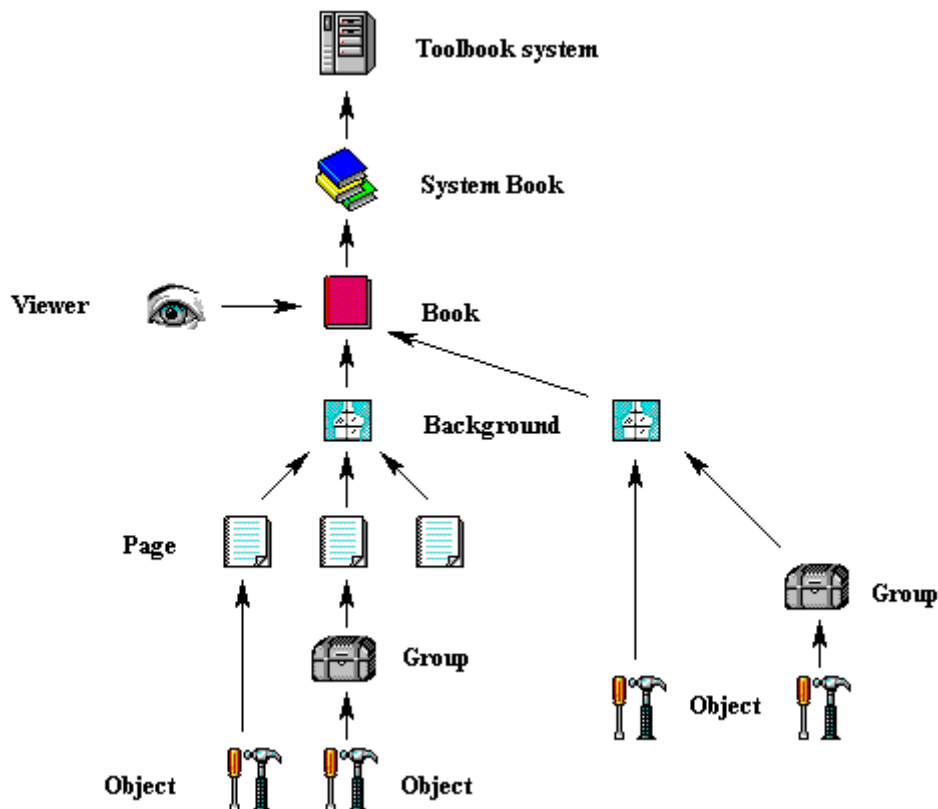 Toolbook system
System Book
Viewer
Book
Background
Page
Group
Group
Object
Object
Object